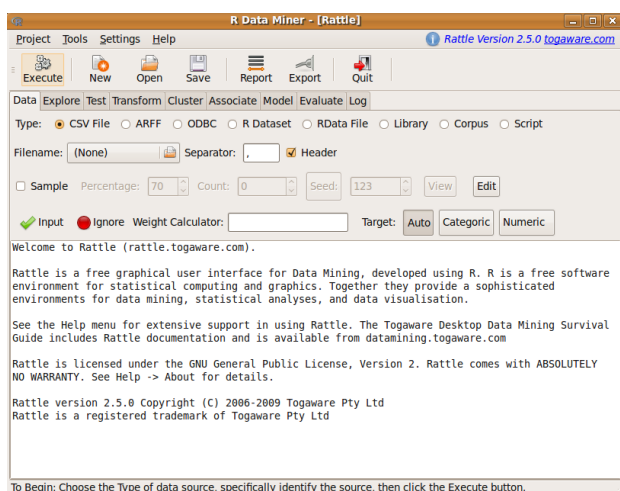 R Data Miner - [Rattle]
Project Tools Settings Help Rattle Version 2.5.0 togaware.com
Execute New Open Save Report Export Quit
Data Explore Test Transform Cluster Associate Model Evaluate Log
Type: CSV File ARFF ODBC R Dataset RData File Library Corpus Script
Filename: (None) Separator: , Header
Sample Percentage: 70 Count: 0 Seed: 123 View Edit
Input Ignore Weight Calculator: Target: Auto Categoric Numeric
Welcome to Rattle (rattle.togaware.com).
Rattle is a free graphical user interface for Data Mining, developed using R. R is a free software
environment for statistical computing and graphics. Together they provide a sophisticated
environments for data mining, statistical analyses, and data visualisation.
See the Help menu for extensive support in using Rattle. The Togaware Desktop Data Mining Survival
Guide includes Rattle documentation and is available from datamining.togaware.com
Rattle is licensed under the GNU General Public License, Version 2. Rattle comes with ABSOLUTELY
NO WARRANTY. See Help -> About for details.
Rattle version 2.5.0 Copyright (C) 2006-2009 Togaware Pty Ltd
Rattle is a registered trademark of Togaware Pty Ltd
To Begin: Choose the Type of data source, specifically identify the source, then click the Execute button.